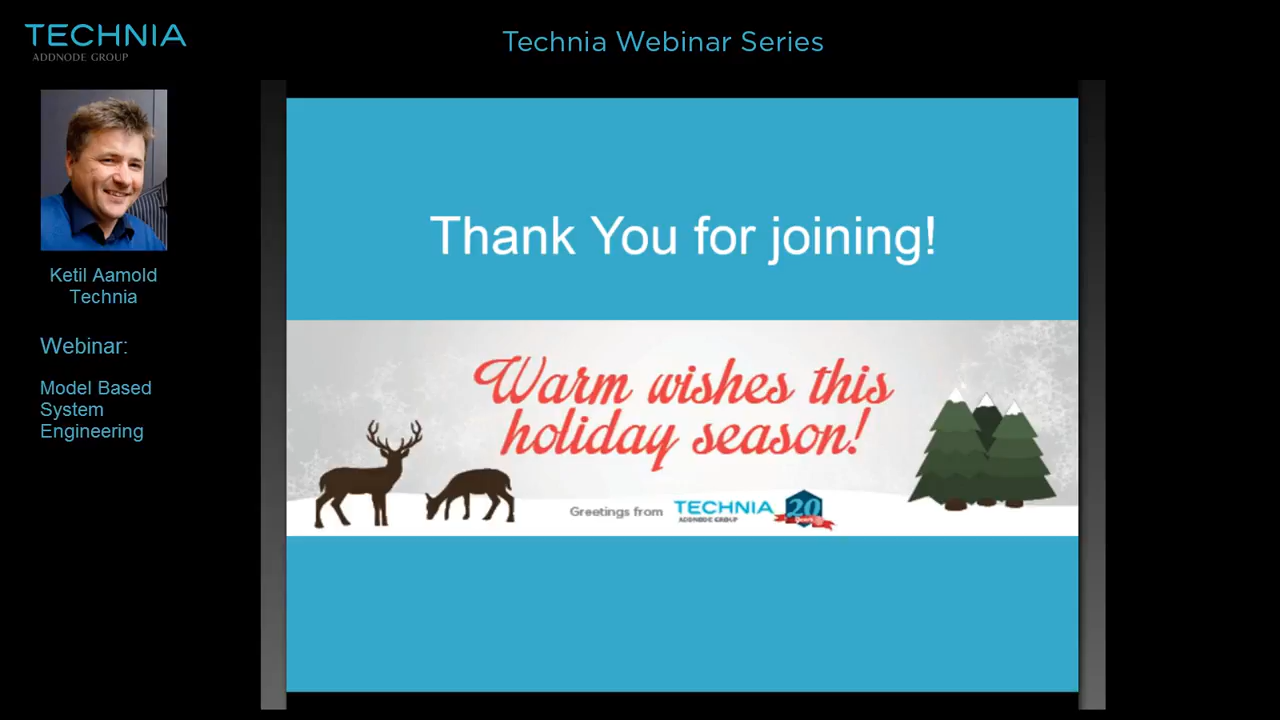 TECHNIA
ADDNODE GROUP
Technia Webinar Series
Ketil Aamold
Technia
Webinar:
Model Based
System
Engineering
Thank You for joining!
Warm wishes this
holiday season!
Greetings from TECHNIA 20
ADDNODE GROUP